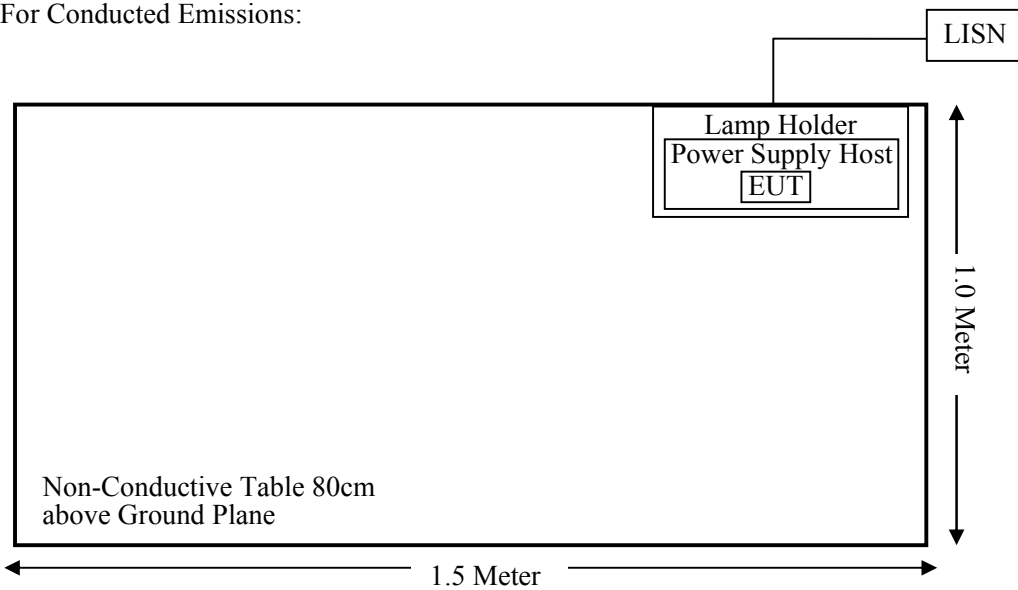 For Conducted Emissions:
LISN
Lamp Holder
Power Supply Host
EUT
1.0 Meter
Non-Conductive Table 80cm
above Ground Plane
1.5 Meter